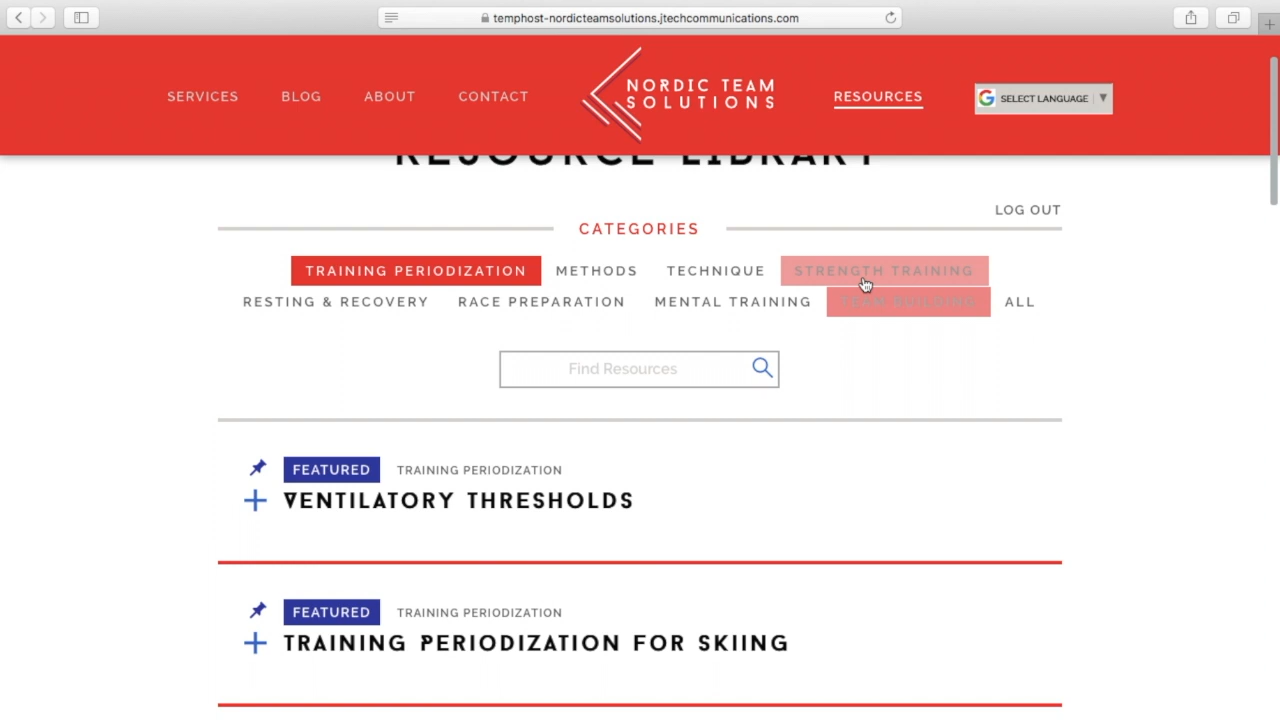 temphost-nordicteamsolutions.jtechcommunications.com
SERVICES BLOG ABOUT CONTACT NORDIC TEAM SOLUTIONS RESOURCES SELECT LANGUAGE
RESOURCE LIBRARY
LOG OUT
CATEGORIES
TRAINING PERIODIZATION METHODS TECHNIQUE STRENGTH TRAINING
RESTING & RECOVERY RACE PREPARATION MENTAL TRAINING TEAM BUILDING ALL
Find Resources
FEATURED TRAINING PERIODIZATION
VENTILATORY THRESHOLDS
FEATURED TRAINING PERIODIZATION
TRAINING PERIODIZATION FOR SKIING